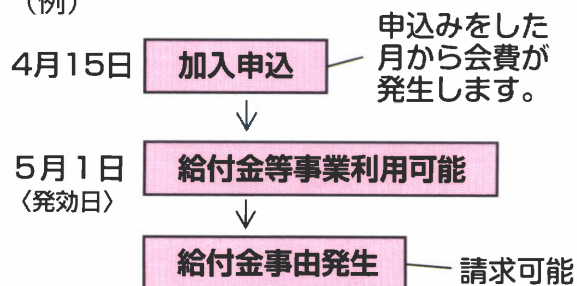 （例）
4月15日 加入申込
申込みをした
月から会費が
発生します。
5月1日 給付金等事業利用可能
〈発効日〉
給付金事由発生 請求可能